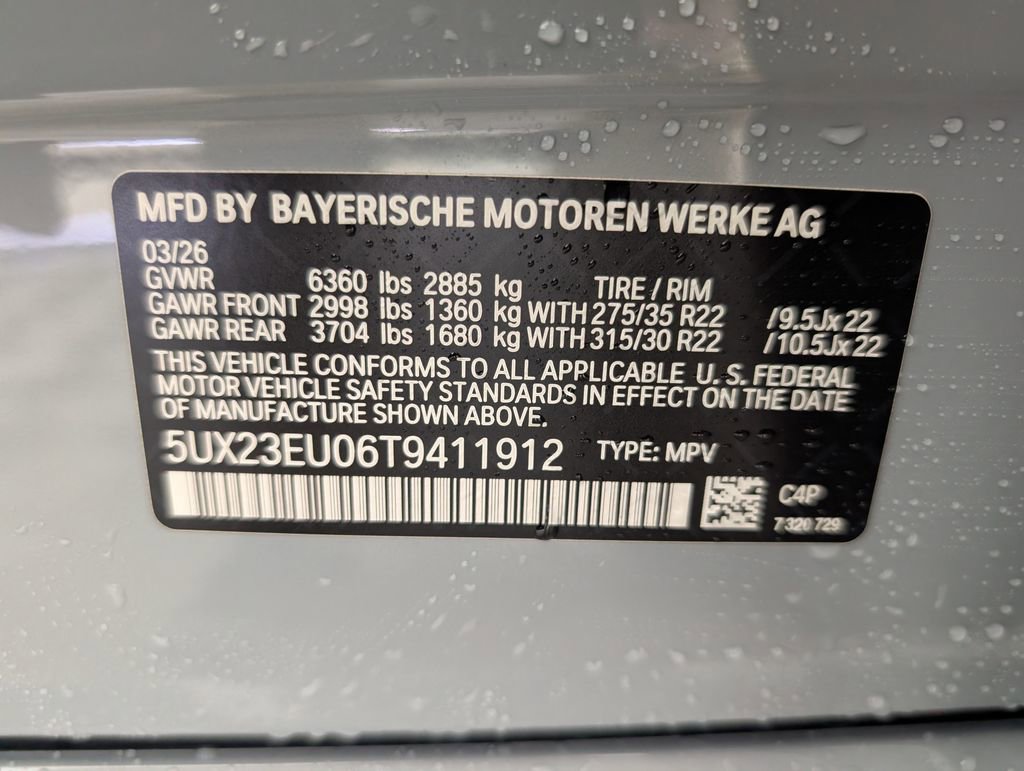 MFD BY BAYERISCHE MOTOREN WERKE AG
03/26
GVWR 6360 lbs 2885 kg TIRE / RIM
GAWR FRONT 2998 lbs 1360 kg WITH 275/35 R22 /9.5Jx22
GAWR REAR 3704 lbs 1680 kg WITH 315/30 R22 /10.5Jx22
THIS VEHICLE CONFORMS TO ALL APPLICABLE U. S. FEDERAL
MOTOR VEHICLE SAFETY STANDARDS IN EFFECT ON THE DATE
OF MANUFACTURE SHOWN ABOVE.
5UX23EU06T9411912 TYPE: MPV
C4P
7 320 729